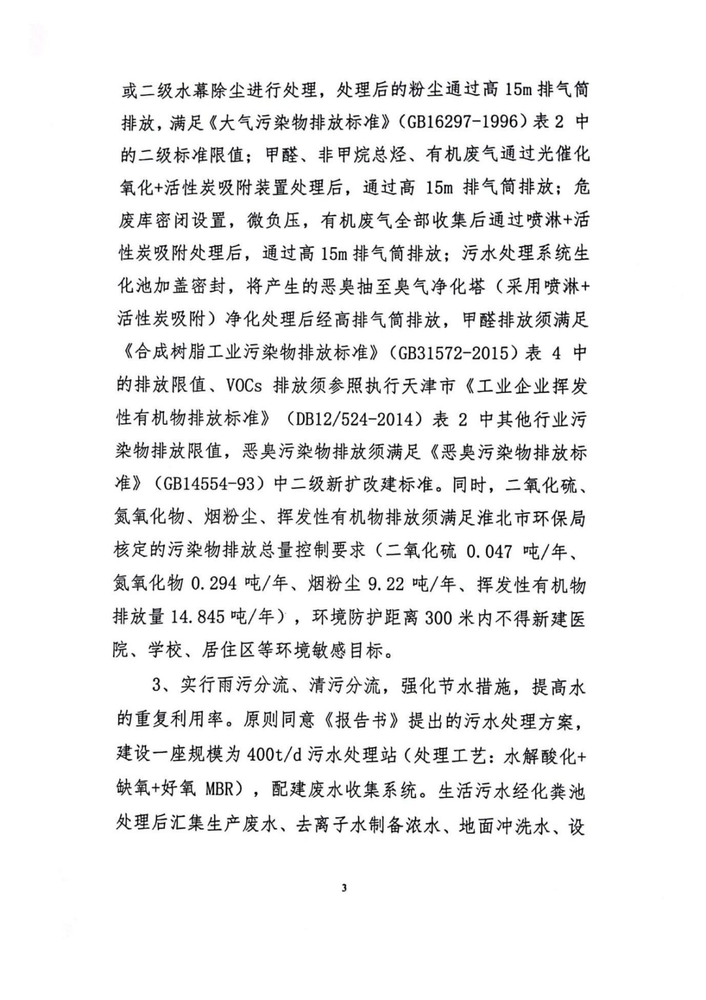 或二级水幕除尘进行处理，处理后的粉尘通过高 15m 排气筒
排放，满足《大气污染物排放标准》（GB16297-1996）表 2 中
的二级标准限值；甲醛、非甲烷总烃、有机废气通过光催化
氧化+活性炭吸附装置处理后，通过高 15m 排气筒排放；危
废库密闭设置，微负压，有机废气全部收集后通过喷淋+活
性炭吸附处理后，通过高 15m 排气筒排放；污水处理系统生
化池加盖密封，将产生的恶臭抽至臭气净化塔（采用喷淋+
活性炭吸附）净化处理后经高排气筒排放，甲醛排放须满足
《合成树脂工业污染物排放标准》（GB31572-2015）表 4 中
的排放限值、VOCs 排放须参照执行天津市《工业企业挥发
性有机物排放标准》（DB12/524-2014）表 2 中其他行业污
染物排放限值，恶臭污染物排放须满足《恶臭污染物排放标
准》（GB14554-93）中二级新扩改建标准。同时，二氧化硫、
氮氧化物、烟粉尘、挥发性有机物排放须满足淮北市环保局
核定的污染物排放总量控制要求（二氧化硫 0.047 吨/年、
氮氧化物 0.294 吨/年、烟粉尘 9.22 吨/年、挥发性有机物
排放量 14.845 吨/年），环境防护距离 300 米内不得新建医
院、学校、居住区等环境敏感目标。
3、实行雨污分流、清污分流，强化节水措施，提高水
的重复利用率。原则同意《报告书》提出的污水处理方案，
建设一座规模为 400t/d 污水处理站（处理工艺：水解酸化+
缺氧+好氧 MBR），配建废水收集系统。生活污水经化粪池
处理后汇集生产废水、去离子水制备浓水、地面冲洗水、设
3